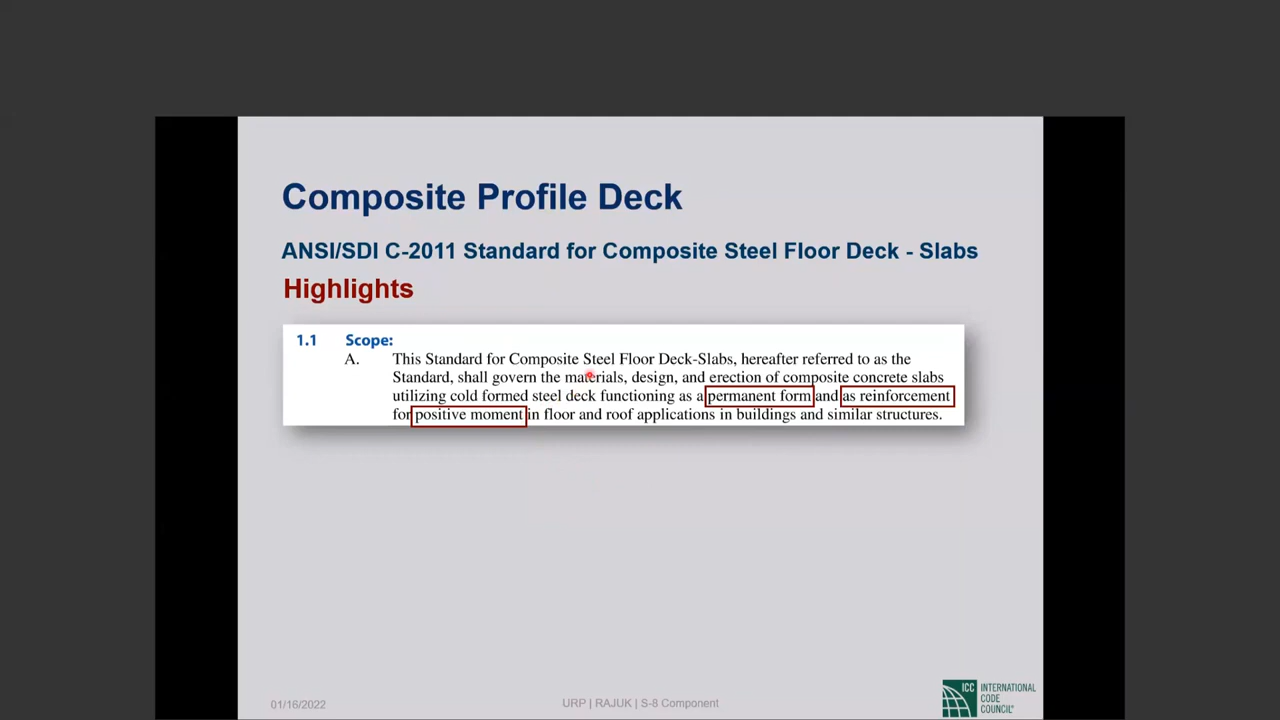 Composite Profile Deck
ANSI/SDI C-2011 Standard for Composite Steel Floor Deck - Slabs
Highlights
1.1 Scope:
A. This Standard for Composite Steel Floor Deck-Slabs, hereafter referred to as the
Standard, shall govern the materials, design, and erection of composite concrete slabs
utilizing cold formed steel deck functioning as a permanent form and as reinforcement
for positive moment in floor and roof applications in buildings and similar structures.
01/16/2022
URP | RAJUK | S-8 Component
ICC
INTERNATIONAL
CODE
COUNCIL®